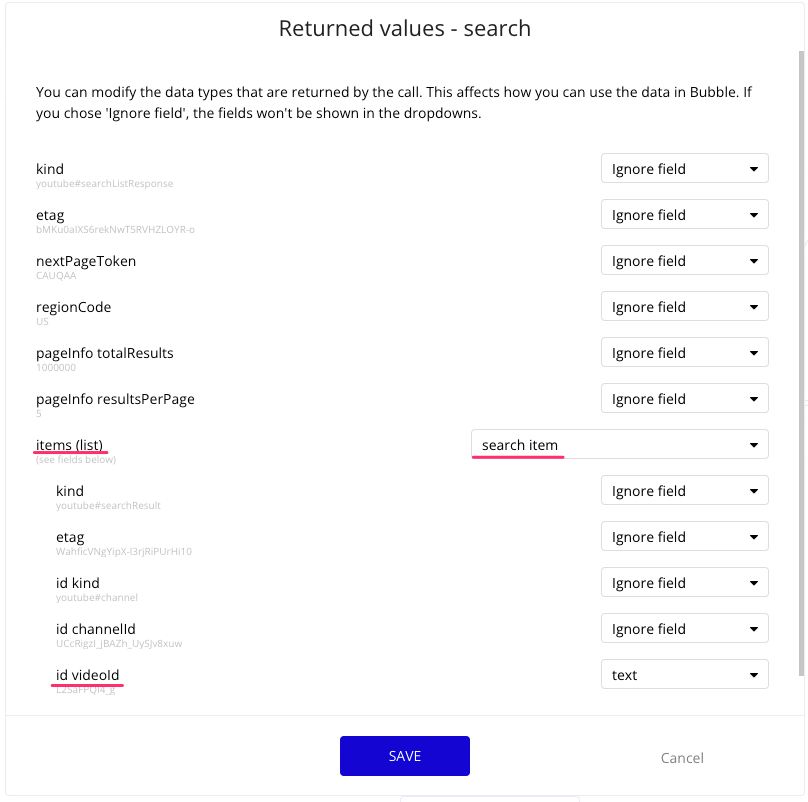 Returned values - search
You can modify the data types that are returned by the call. This affects how you can use the data in Bubble. If
you chose 'Ignore field', the fields won't be shown in the dropdowns.
kind Ignore field
youtube#searchListResponse
etag Ignore field
bMKu0aIXS6rekNwT5RVHZLOYR-o
nextPageToken Ignore field
CAUQAA
regionCode Ignore field
US
pageInfo totalResults Ignore field
1000000
pageInfo resultsPerPage Ignore field
5
items (list) search item
(see fields below)
kind Ignore field
youtube#searchResult
etag Ignore field
WahficVNgYipX-l3rjRiPUrHi10
id kind Ignore field
youtube#channel
id channelId Ignore field
UCcRigzI_jBAZh_UySJv8xuw
id videoId text
SAVE Cancel